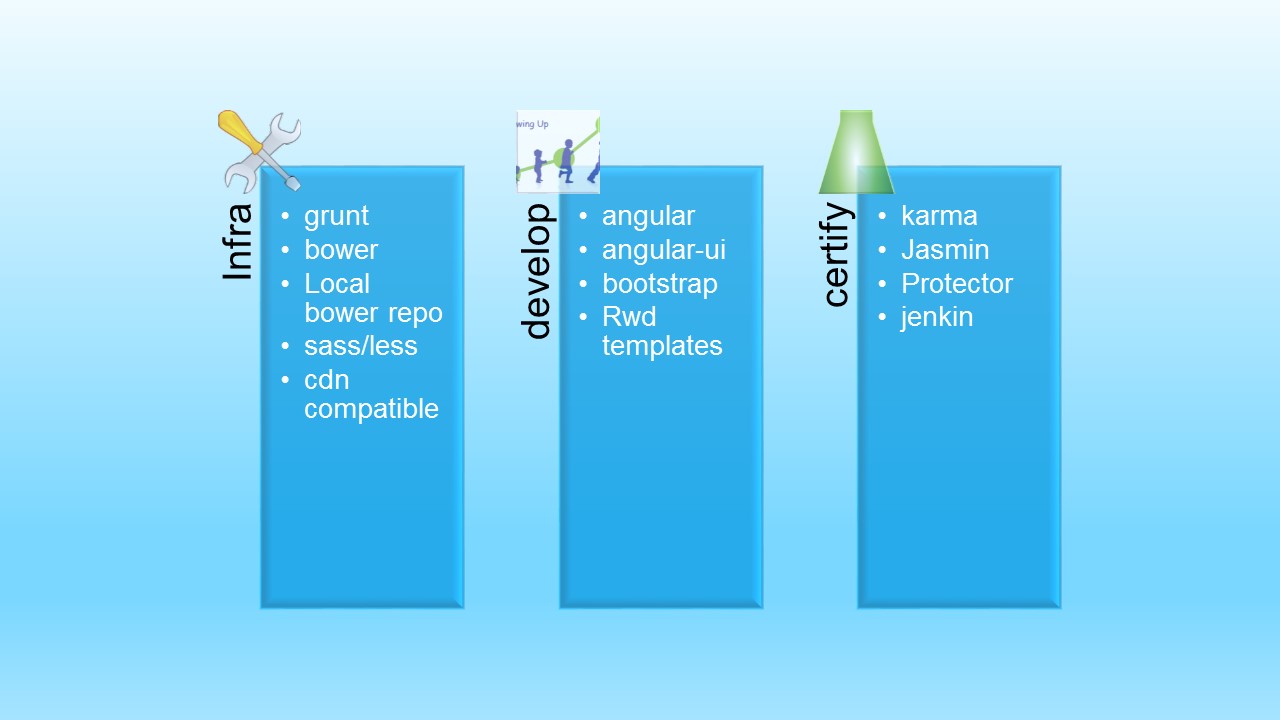 Infra
• grunt
• bower
• Local
bower repo
• sass/less
• cdn
compatible
wing Up
develop
• angular
• angular-ui
• bootstrap
• Rwd
templates
certify
• karma
• Jasmin
• Protector
• jenkin